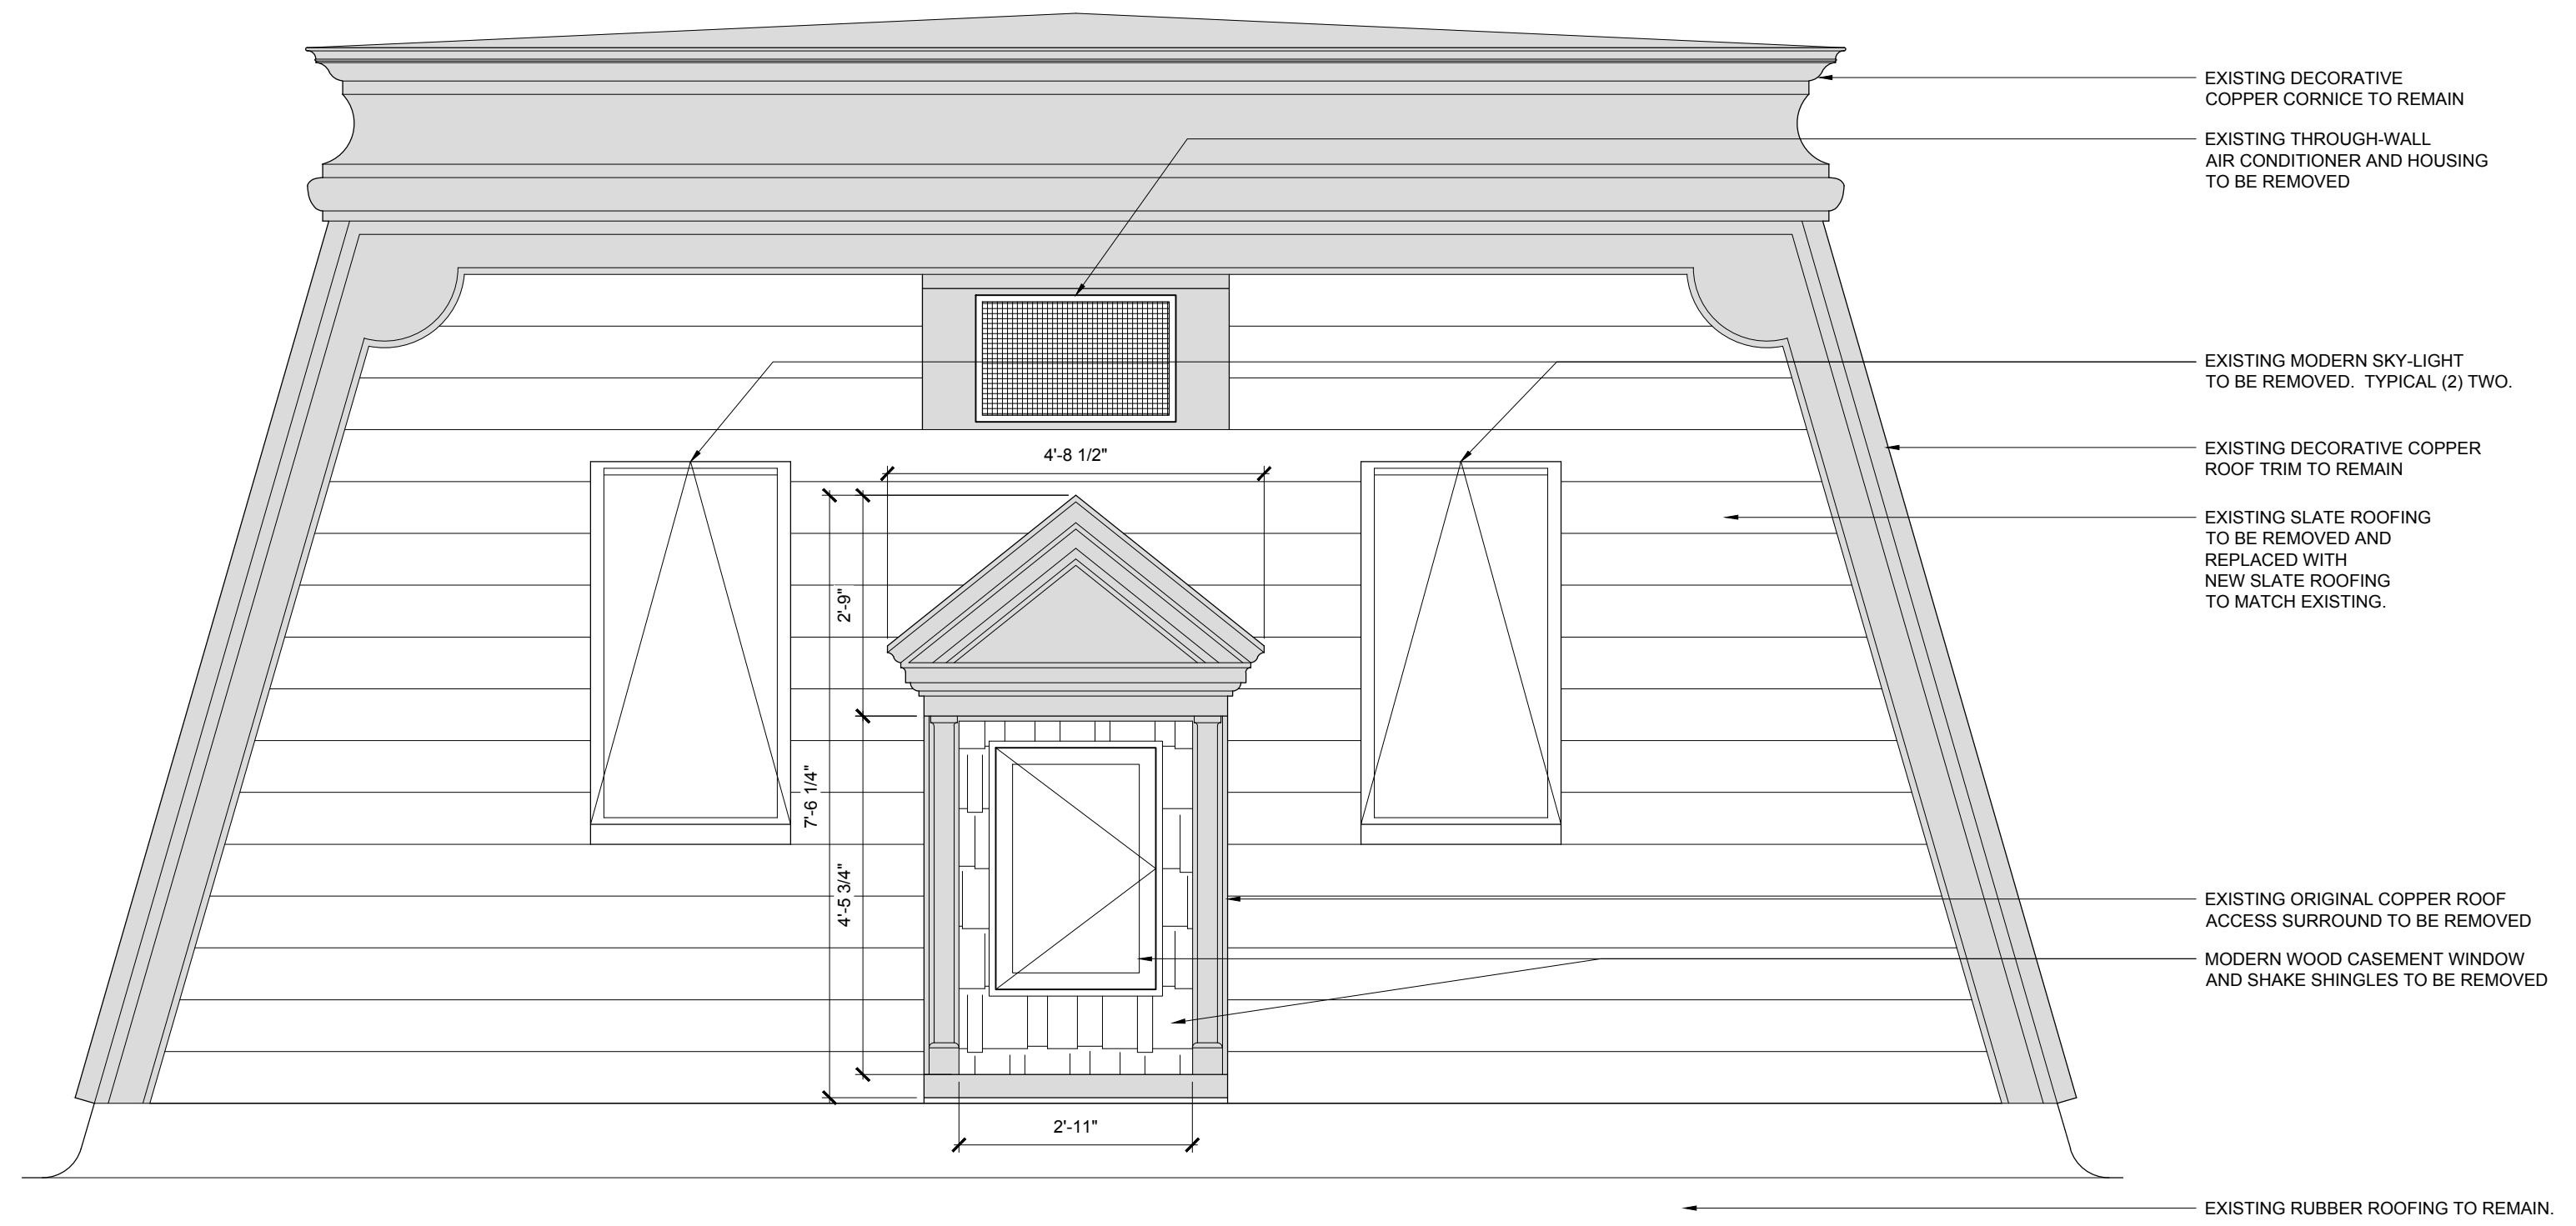 EXISTING DECORATIVE
COPPER CORNICE TO REMAIN
EXISTING THROUGH-WALL
AIR CONDITIONER AND HOUSING
TO BE REMOVED
EXISTING MODERN SKY-LIGHT
TO BE REMOVED. TYPICAL (2) TWO.
EXISTING DECORATIVE COPPER
ROOF TRIM TO REMAIN
EXISTING SLATE ROOFING
TO BE REMOVED AND
REPLACED WITH
NEW SLATE ROOFING
TO MATCH EXISTING.
EXISTING ORIGINAL COPPER ROOF
ACCESS SURROUND TO BE REMOVED
MODERN WOOD CASEMENT WINDOW
AND SHAKE SHINGLES TO BE REMOVED
EXISTING RUBBER ROOFING TO REMAIN.
4'-8 1/2"
2'-9"
7'-6 1/4"
4'-5 3/4"
2'-11"